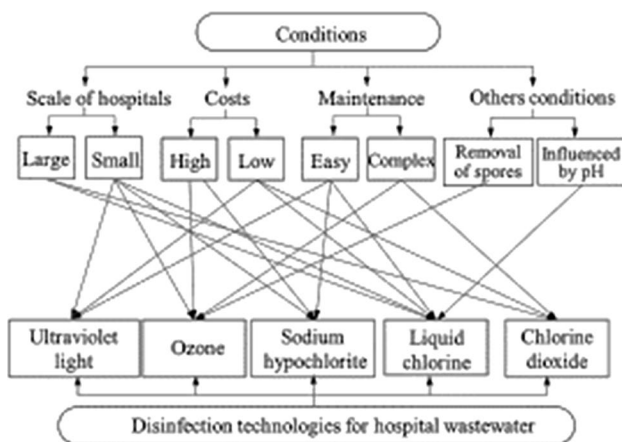 Conditions
Scale of hospitals Costs Maintenance Others conditions
Large Small High Low Easy Complex Removal of spores Influenced by pH
Ultraviolet light Ozone Sodium hypochlorite Liquid chlorine Chlorine dioxide
Disinfection technologies for hospital wastewater